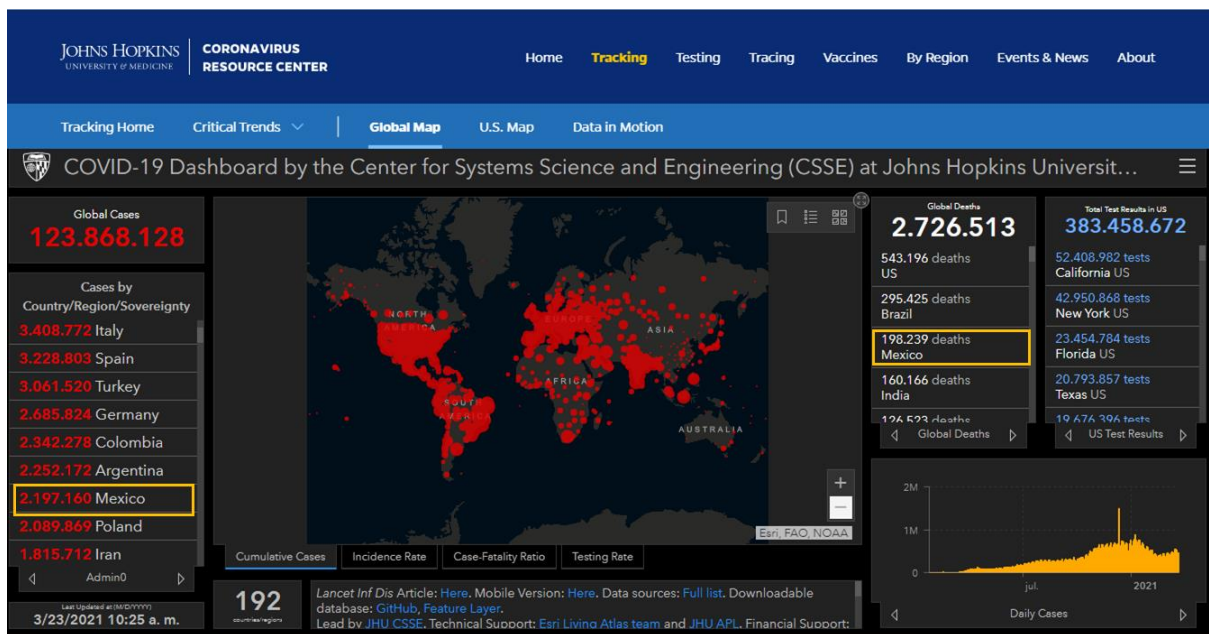 JOHNS HOPKINS
UNIVERSITY & MEDICINE
CORONAVIRUS
RESOURCE CENTER
Home Tracking Testing Tracing Vaccines By Region Events & News About
Tracking Home Critical Trends Global Map U.S. Map Data in Motion
COVID-19 Dashboard by the Center for Systems Science and Engineering (CSSE) at Johns Hopkins Universit...
Global Cases
123.868.128
Cases by
Country/Region/Sovereignty
3.408.772 Italy
3.228.803 Spain
3.061.520 Turkey
2.685.824 Germany
2.342.278 Colombia
2.252.172 Argentina
2.197.160 Mexico
2.089.869 Poland
1.815.712 Iran
Admin0
Last Updated at (M/D/YYYY)
3/23/2021 10:25 a. m.
NORTH
AMERICA
EUROPE
ASIA
AFRICA
SOUTH
AMERICA
AUSTRALIA
+
−
Esri, FAO, NOAA
Cumulative Cases Incidence Rate Case-Fatality Ratio Testing Rate
192
countries/regions
Lancet Inf Dis Article: Here. Mobile Version: Here. Data sources: Full list. Downloadable
database: GitHub, Feature Layer.
Lead by JHU CSSE. Technical Support: Esri Living Atlas team and JHU APL. Financial Support:
Global Deaths
2.726.513
543.196 deaths
US
295.425 deaths
Brazil
198.239 deaths
Mexico
160.166 deaths
India
126.523 deaths
Global Deaths
Total Test Results in US
383.458.672
52.408.982 tests
California US
42.950.868 tests
New York US
23.454.784 tests
Florida US
20.793.857 tests
Texas US
19.676.396 tests
US Test Results
2M
1M
0
jul. 2021
Daily Cases